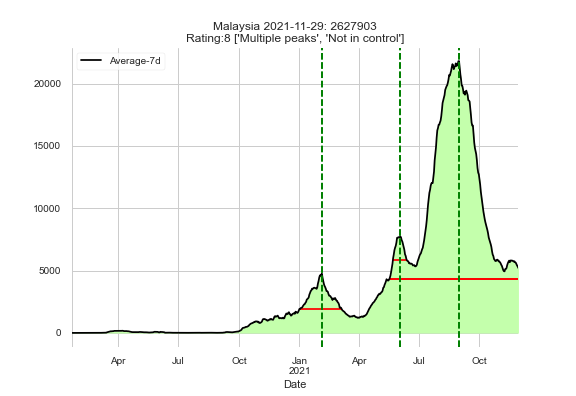 Malaysia 2021-11-29: 2627903
Rating:8 ['Multiple peaks', 'Not in control']
Average-7d
20000
15000
10000
5000
0
Apr Jul Oct Jan Apr Jul Oct
2021
Date